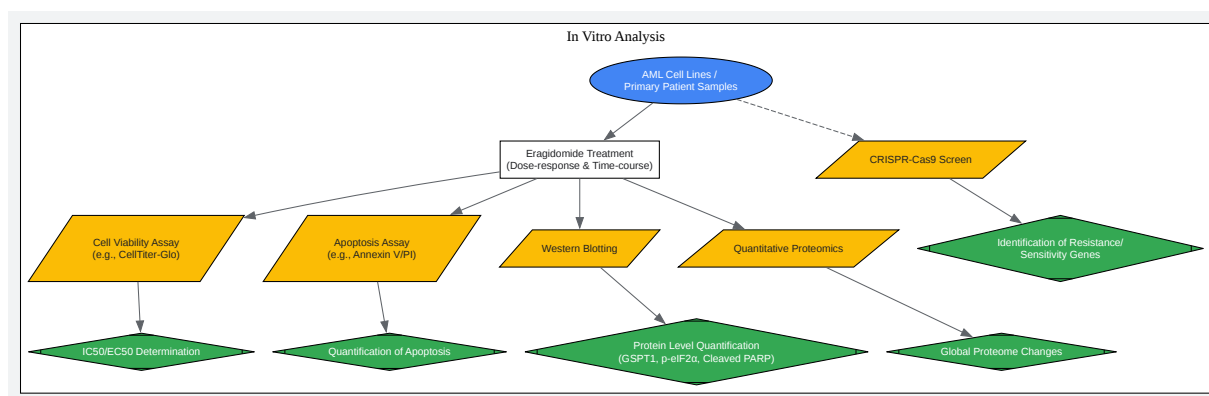 In Vitro Analysis
AML Cell Lines /
Primary Patient Samples
Eragidomide Treatment
(Dose-response & Time-course)
CRISPR-Cas9 Screen
Cell Viability Assay
(e.g., CellTiter-Glo)
Apoptosis Assay
(e.g., Annexin V/PI)
Western Blotting
Quantitative Proteomics
Identification of Resistance/
Sensitivity Genes
IC50/EC50 Determination
Quantification of Apoptosis
Protein Level Quantification
(GSPT1, p-eIF2α, Cleaved PARP)
Global Proteome Changes